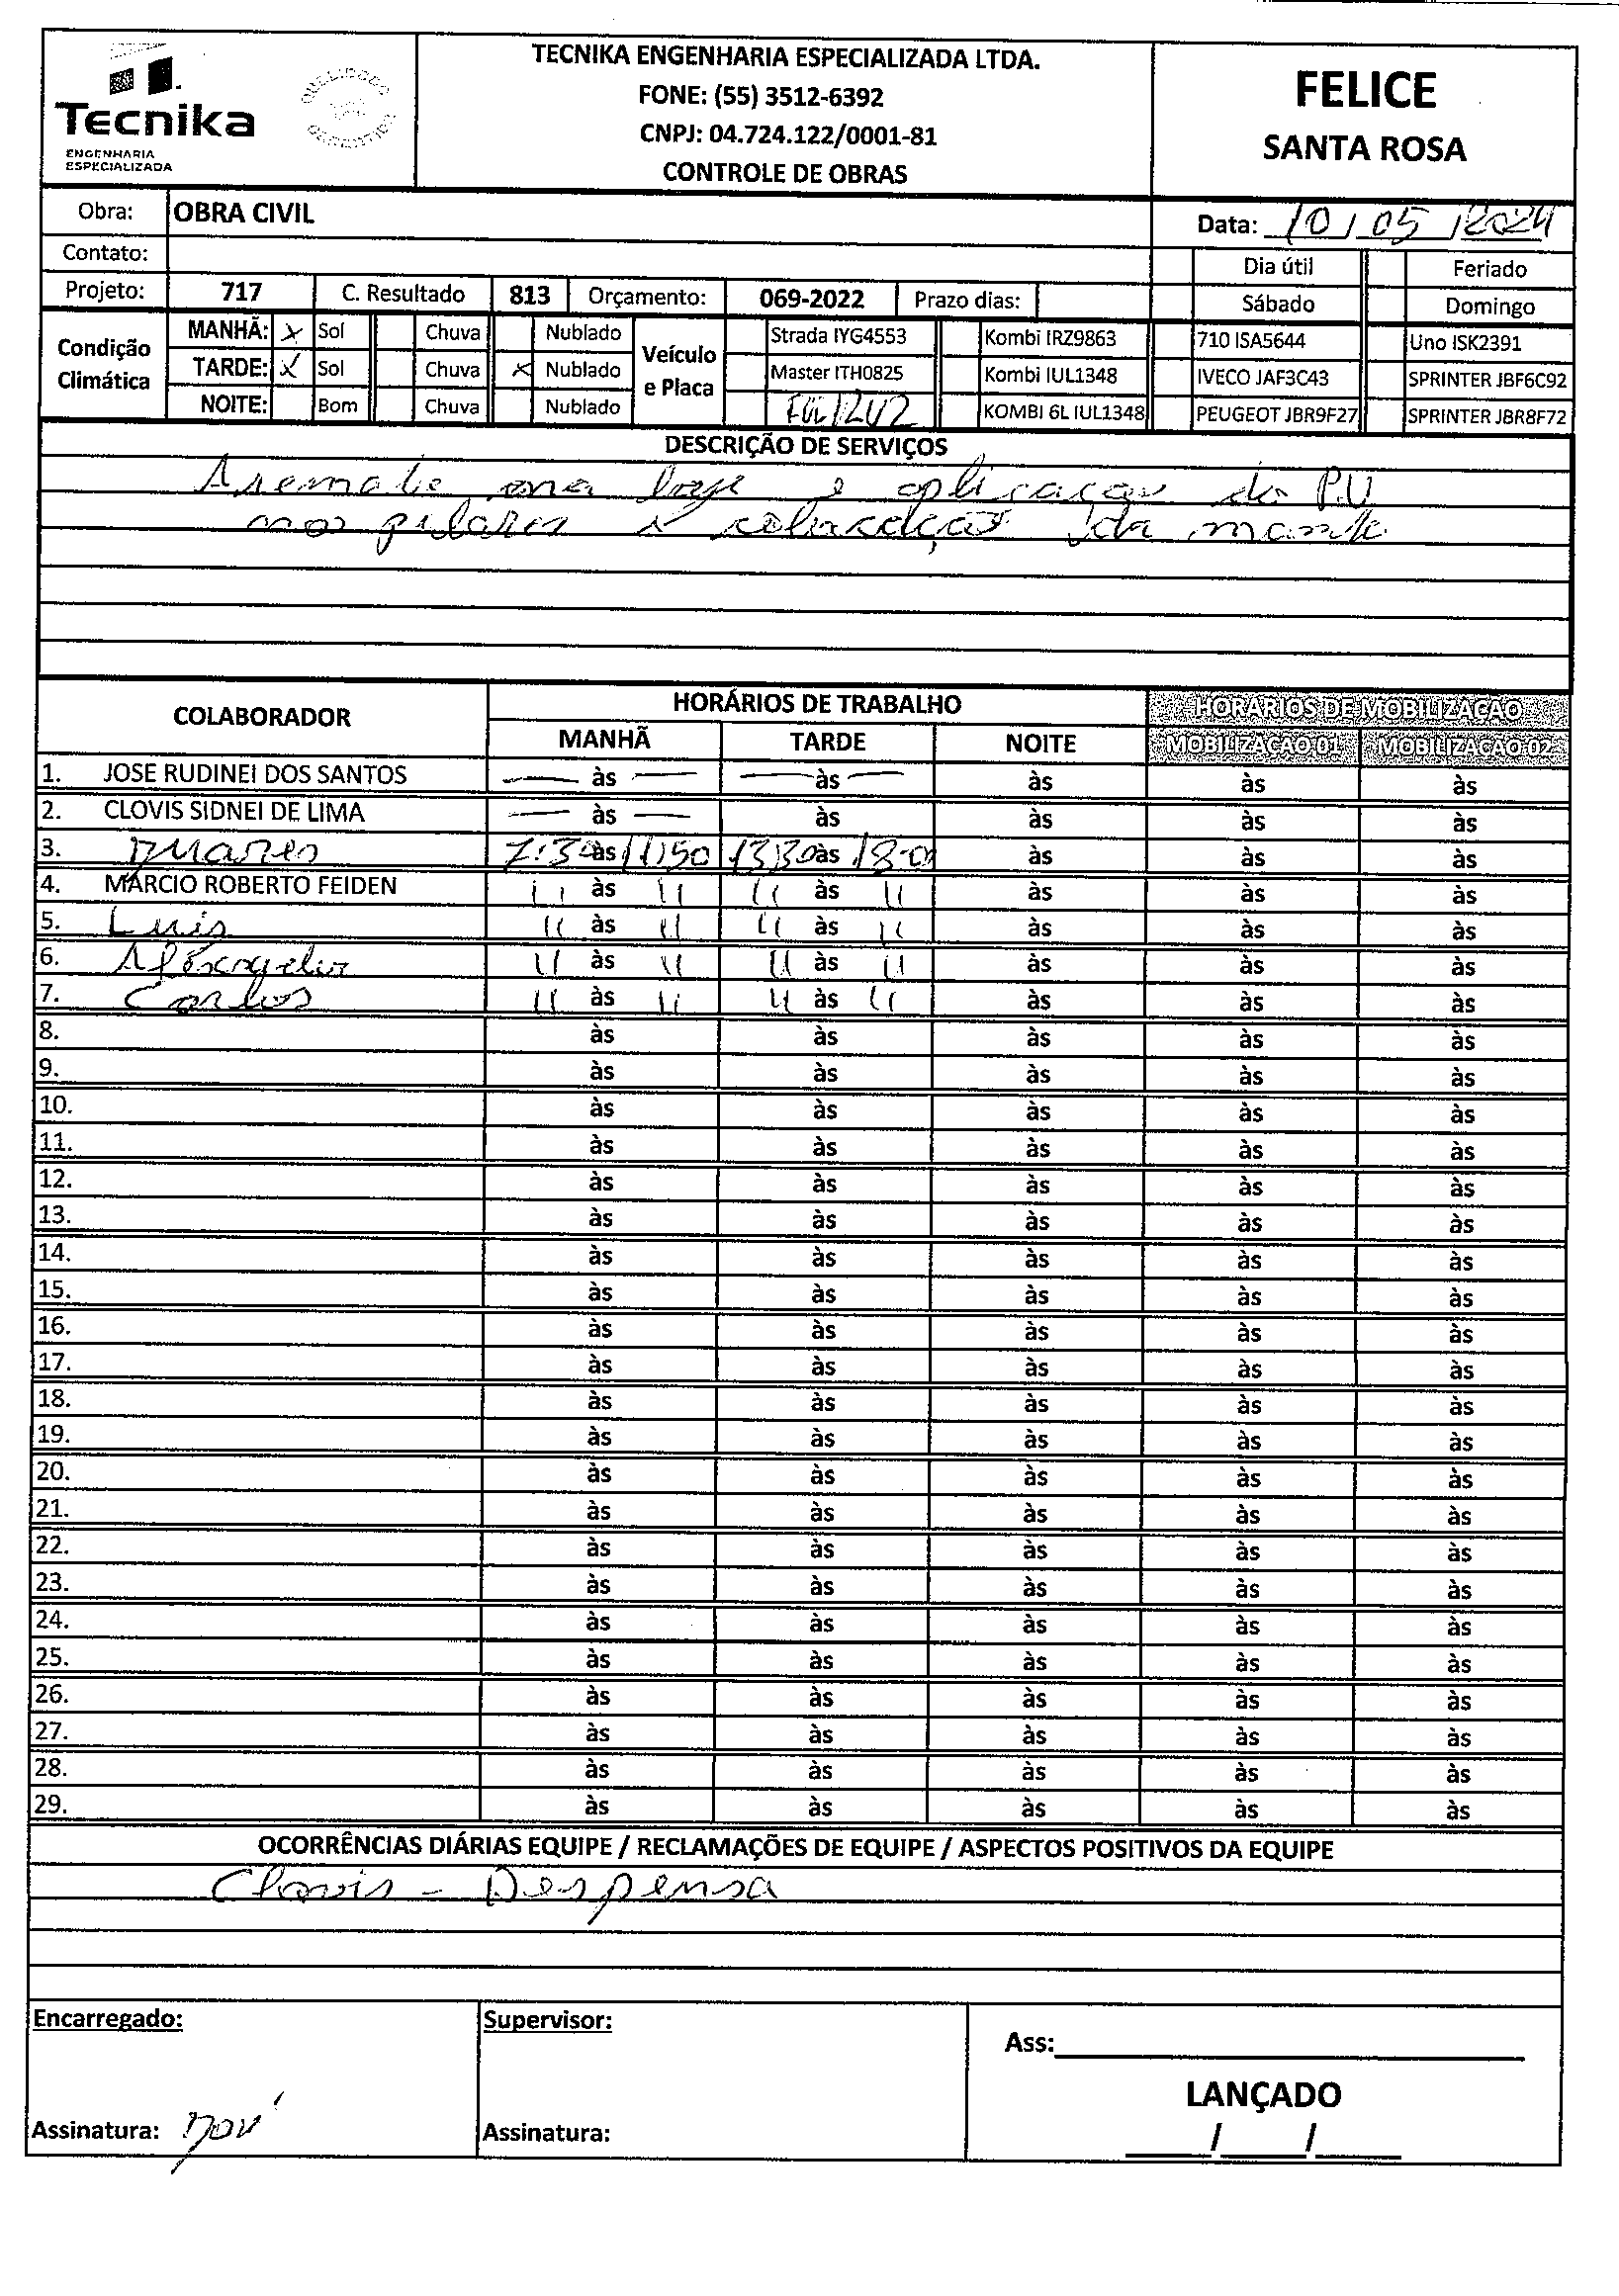 Tecnika
ENGENHARIA
ESPECIALIZADA
TECNIKA ENGENHARIA ESPECIALIZADA LTDA.
FONE: (55) 3512-6392
CNPJ: 04.724.122/0001-81
CONTROLE DE OBRAS
FELICE
SANTA ROSA
Obra: OBRA CIVIL
Data: 10/05/2024
Contato:
Dia útil Feriado
Projeto: 717 C. Resultado 813 Orçamento: 069-2022 Prazo dias: Sábado Domingo
Condição Climática
MANHÃ: x Sol Chuva Nublado
TARDE: x Sol Chuva x Nublado
NOITE: Bom Chuva Nublado
Veículo e Placa
Strada IYG4553 Kombi IRZ9863 710 ISA5644 Uno ISK2391
Master ITH0825 Kombi IUL1348 IVECO JAF3C43 SPRINTER JBF6C92
KOMBI 6L IUL1348 PEUGEOT JBR9F27 SPRINTER JBR8F72
DESCRIÇÃO DE SERVIÇOS
Aremate na laje e aplicaçao do P.U
nos pilares e colocação da manta
COLABORADOR HORÁRIOS DE TRABALHO HORÁRIOS DE MOBILIZAÇÃO
MANHÃ TARDE NOITE MOBILIZAÇÃO 01 MOBILIZAÇÃO 02
1. JOSE RUDINEI DOS SANTOS — às — — às — às às às
2. CLOVIS SIDNEI DE LIMA — às — às às às às
3. 7:30 às 11:50 13:30 às 18:0 às às às
4. MARCIO ROBERTO FEIDEN " às " " às " às às às
5. Luis " às " " às " às às às
6. " às " " às " às às às
7. Carlos " às " " às " às às às
8. às às às às às
9. às às às às às
10. às às às às às
11. às às às às às
12. às às às às às
13. às às às às às
14. às às às às às
15. às às às às às
16. às às às às às
17. às às às às às
18. às às às às às
19. às às às às às
20. às às às às às
21. às às às às às
22. às às às às às
23. às às às às às
24. às às às às às
25. às às às às às
26. às às às às às
27. às às às às às
28. às às às às às
29. às às às às às
OCORRÊNCIAS DIÁRIAS EQUIPE / RECLAMAÇÕES DE EQUIPE / ASPECTOS POSITIVOS DA EQUIPE
Clovis - Despensa
Encarregado:
Supervisor:
Ass:
LANÇADO
Assinatura:
Assinatura:
/ /